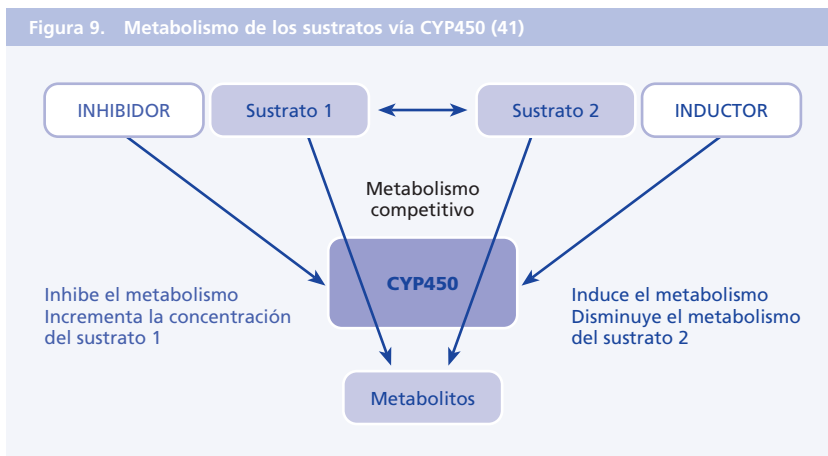 Figura 9. Metabolismo de los sustratos vía CYP450 (41)
INHIBIDOR
Sustrato 1
Sustrato 2
INDUCTOR
Metabolismo
competitivo
CYP450
Inhibe el metabolismo
Incrementa la concentración
del sustrato 1
Induce el metabolismo
Disminuye el metabolismo
del sustrato 2
Metabolitos